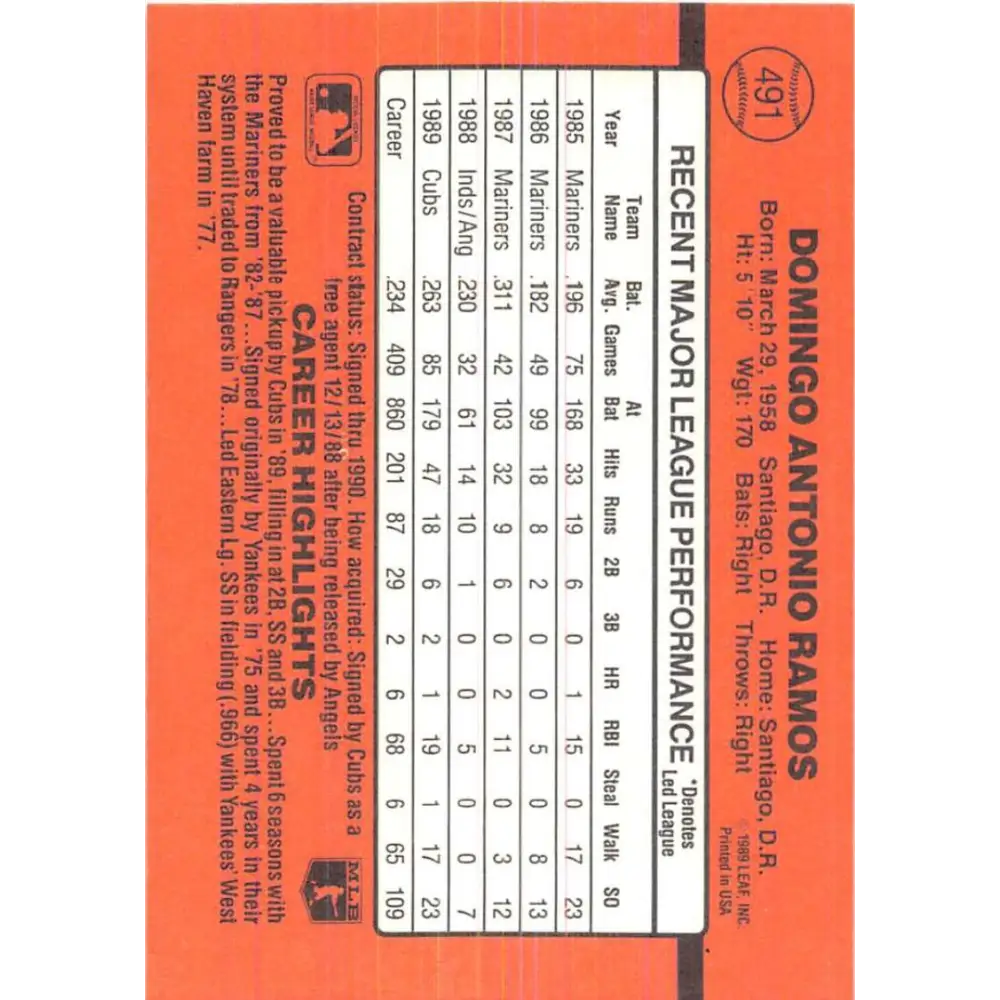 491
DOMINGO ANTONIO RAMOS
Born: March 29, 1958 Santiago, D.R. Home: Santiago, D.R.
Ht: 5'10" Wgt: 170 Bats: Right Throws: Right
© 1989 LEAF, INC.
Printed in USA
RECENT MAJOR LEAGUE PERFORMANCE *Denotes Led League
Year Team Name Bat. Avg. Games At Bat Hits Runs 2B 3B HR RBI Steal Walk SO
1985 Mariners .196 75 168 33 19 6 0 1 15 0 17 23
1986 Mariners .182 49 99 18 8 2 0 0 5 0 8 13
1987 Mariners .311 42 103 32 9 6 0 2 11 0 3 12
1988 Inds/Ang .230 32 61 14 10 1 0 0 5 0 0 7
1989 Cubs .263 85 179 47 18 6 2 1 19 1 17 23
Career .234 409 860 201 87 29 2 6 68 6 65 109
Contract status: Signed thru 1990. How acquired: Signed by Cubs as a
free agent 12/13/88 after being released by Angels
MLB
CAREER HIGHLIGHTS
Proved to be a valuable pickup by Cubs in '89, filling in at 2B, SS and 3B...Spent 6 seasons with
the Mariners from '82-'87...Signed originally by Yankees in '75 and spent 4 years in their
system until traded to Rangers in '78...Led Eastern Lg. SS in fielding (.966) with Yankees' West
Haven farm in '77.